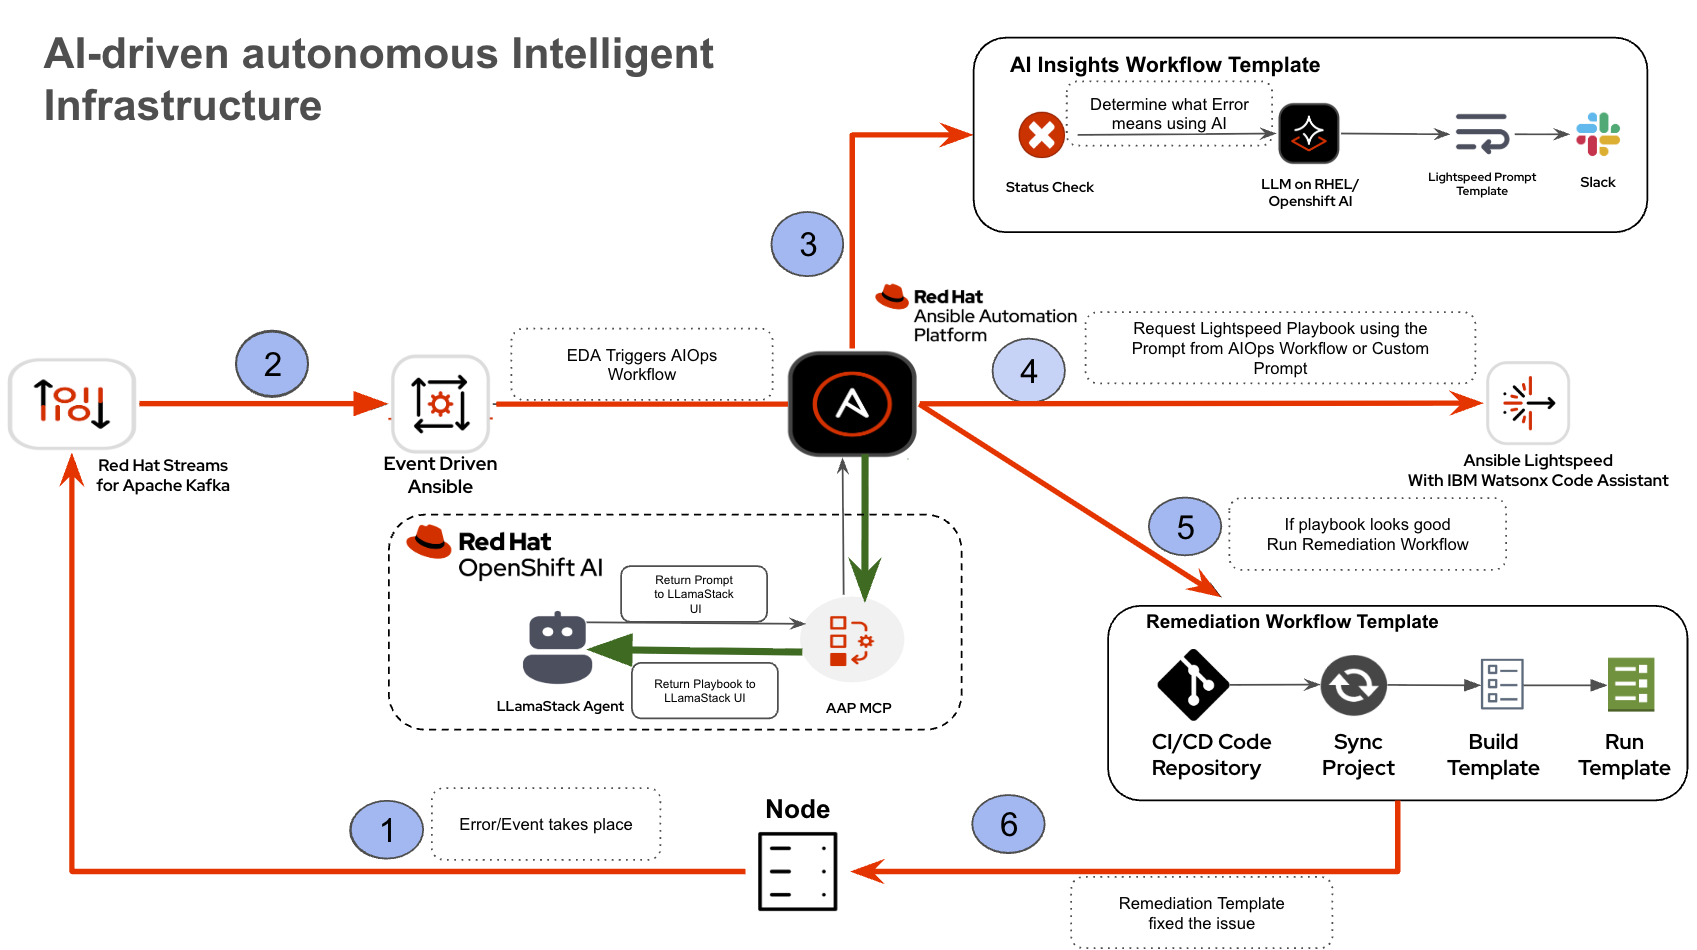 AI-driven autonomous Intelligent
Infrastructure
AI Insights Workflow Template
Determine what Error
means using AI
Status Check
LLM on RHEL/
Openshift AI
Lightspeed Prompt
Template
Slack
3
Red Hat
Ansible Automation
Platform
2
EDA Triggers AIOps
Workflow
4
Request Lightspeed Playbook using the
Prompt from AIOps Workflow or Custom
Prompt
Red Hat Streams
for Apache Kafka
Event Driven
Ansible
Ansible Lightspeed
With IBM Watsonx Code Assistant
5
If playbook looks good
Run Remediation Workflow
Red Hat
OpenShift AI
Return Prompt
to LLamaStack
UI
Return Playbook to
LLamaStack UI
LLamaStack Agent
AAP MCP
Remediation Workflow Template
CI/CD Code
Repository
Sync
Project
Build
Template
Run
Template
1
Error/Event takes place
Node
6
Remediation Template
fixed the issue